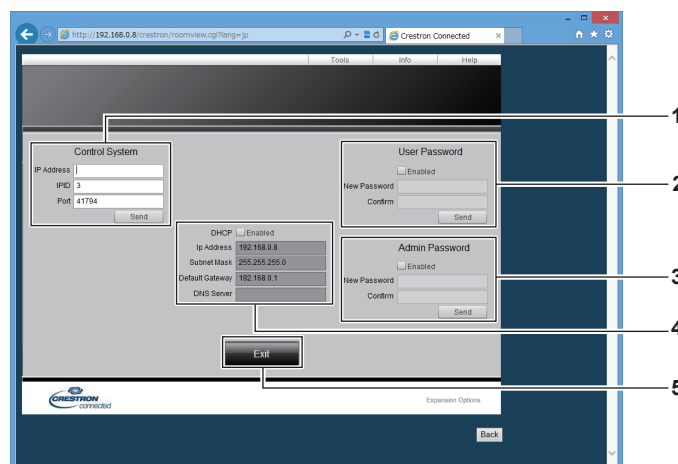 http://192.168.0.8/crestron/roomview.cgi?lang=jp
Crestron Connected
Tools Info Help
1
Control System
IP Address
IPID 3
Port 41794
Send
User Password
Enabled
New Password
Confirm
Send
2
DHCP Enabled
Ip Address 192.168.0.8
Subnet Mask 255.255.255.0
Default Gateway 192.168.0.1
DNS Server
Admin Password
Enabled
New Password
Confirm
Send
3
4
Exit
5
CRESTRON
connected
Expansion Options
Back